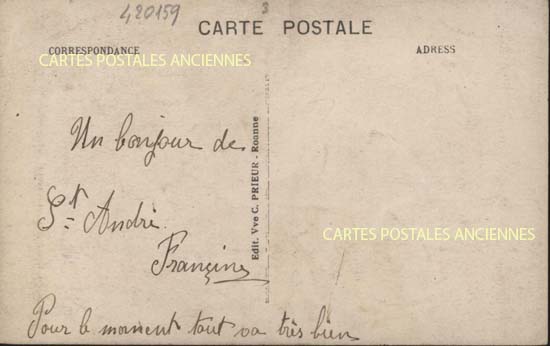 420159
3
CARTE POSTALE
CORRESPONDANCE
ADRESS
CARTES POSTALES ANCIENNES
Un bonjour de
St André
Françine
Pour le moment tout va très bien
Edit. Vve C. PRIEUR - Roanne
CARTES POSTALES ANCIENNES